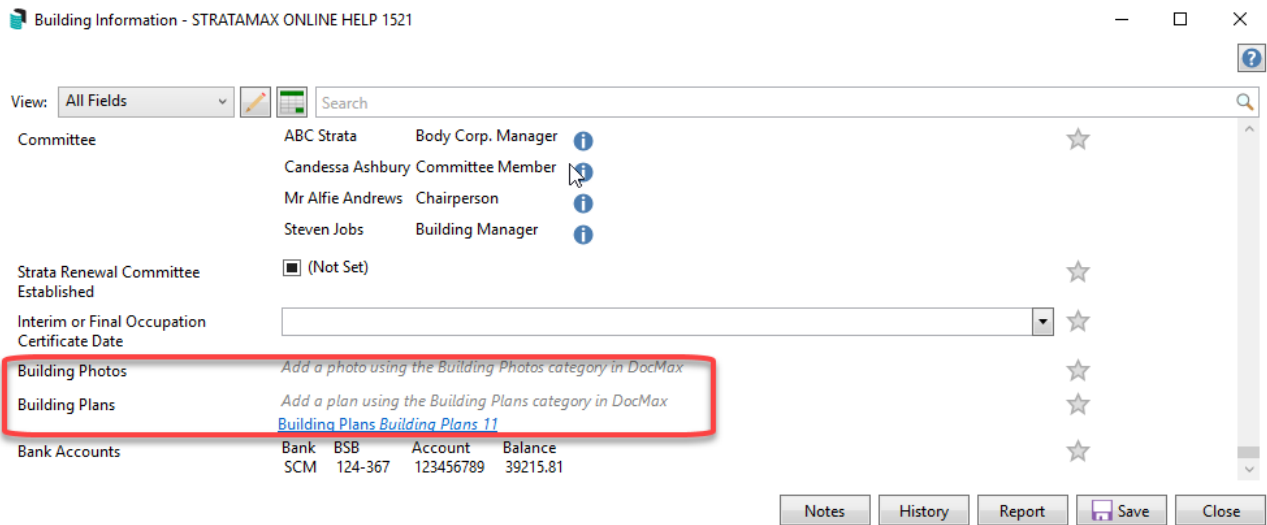 Building Information - STRATAMAX ONLINE HELP 1521
View: All Fields Search
Committee ABC Strata Body Corp. Manager
Candessa Ashbury Committee Member
Mr Alfie Andrews Chairperson
Steven Jobs Building Manager
Strata Renewal Committee (Not Set)
Established
Interim or Final Occupation
Certificate Date
Building Photos Add a photo using the Building Photos category in DocMax
Building Plans Add a plan using the Building Plans category in DocMax
Building Plans Building Plans 11
Bank Accounts Bank BSB Account Balance
SCM 124-367 123456789 39215.81
Notes History Report Save Close